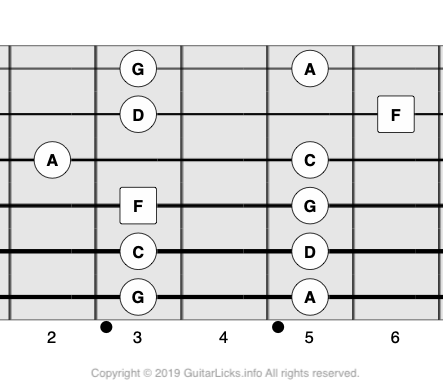 G A
D F
A C
F G
C D
G A
2 3 4 5 6
Copyright © 2019 GuitarLicks.info All rights reserved.